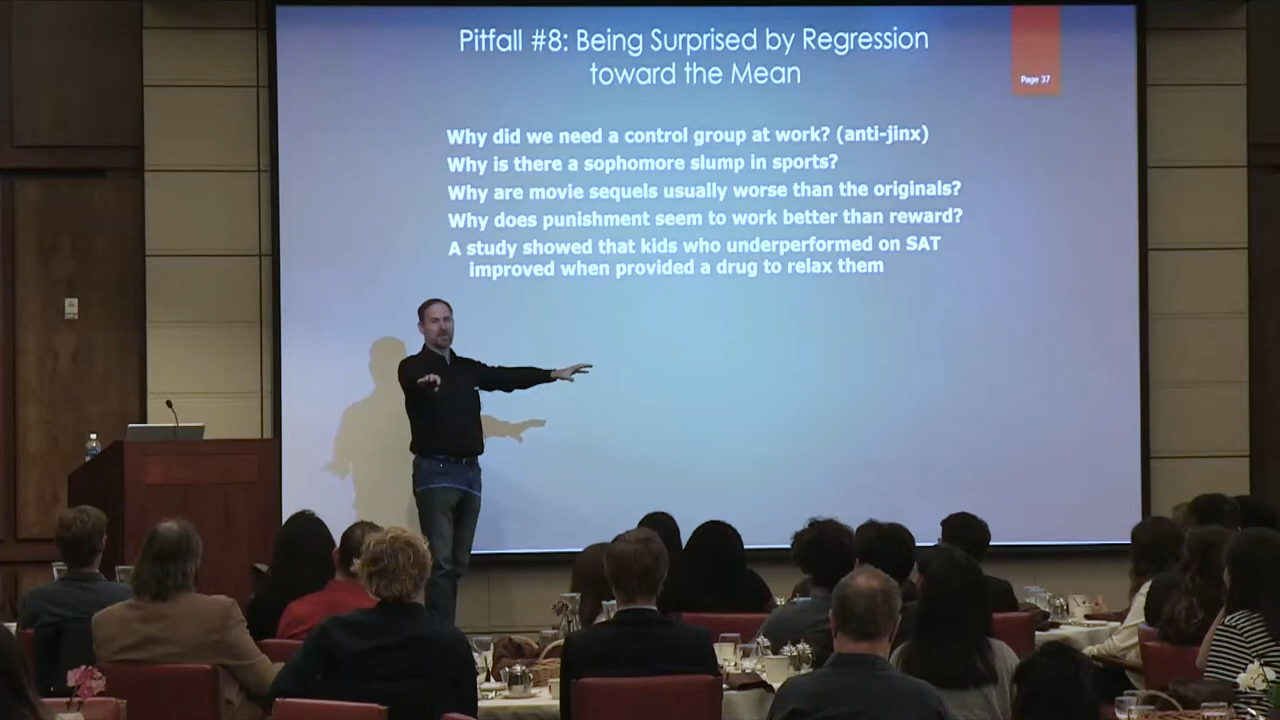 Pitfall #8: Being Surprised by Regression
toward the Mean
Page 37
Why did we need a control group at work? (anti-jinx)
Why is there a sophomore slump in sports?
Why are movie sequels usually worse than the originals?
Why does punishment seem to work better than reward?
A study showed that kids who underperformed on SAT
improved when provided a drug to relax them